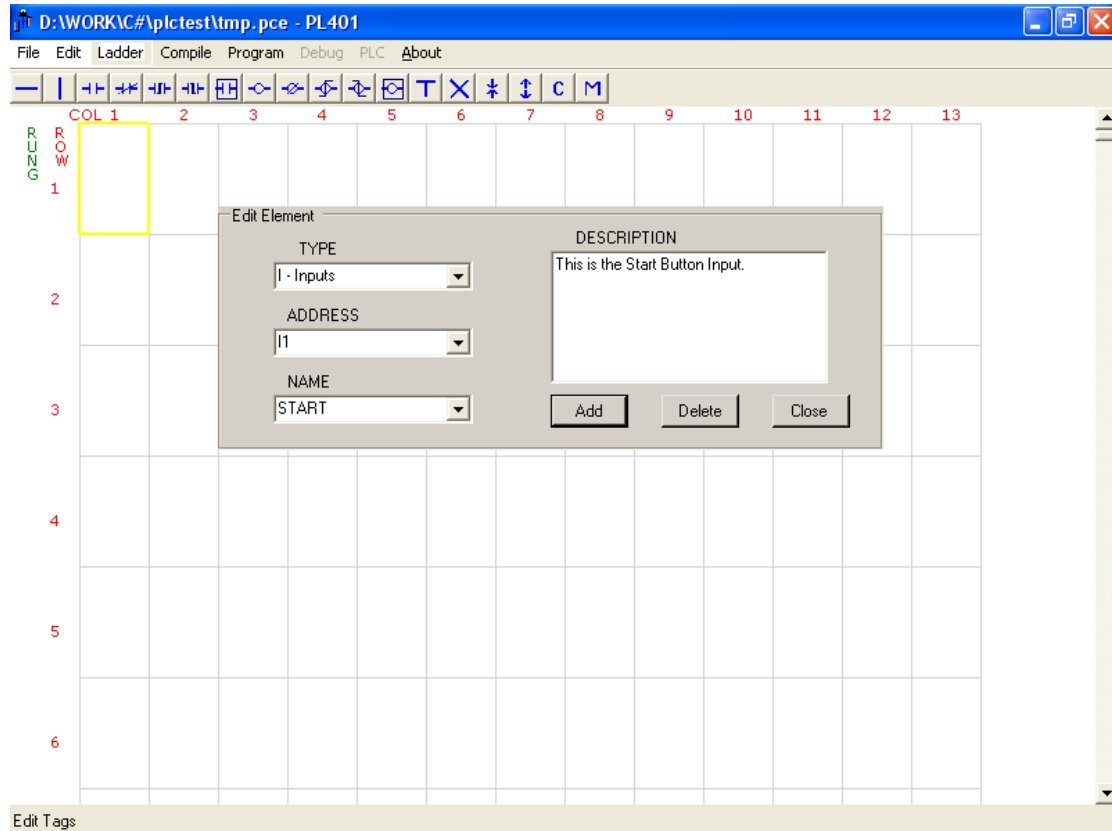 D:\WORK\C#\plctest\tmp.pce - PL401
File Edit Ladder Compile Program Debug PLC About
C M
COL 1 2 3 4 5 6 7 8 9 10 11 12 13
RUNG
ROW
1
Edit Element
TYPE
I - Inputs
ADDRESS
I1
NAME
START
DESCRIPTION
This is the Start Button Input.
Add Delete Close
2
3
4
5
6
Edit Tags